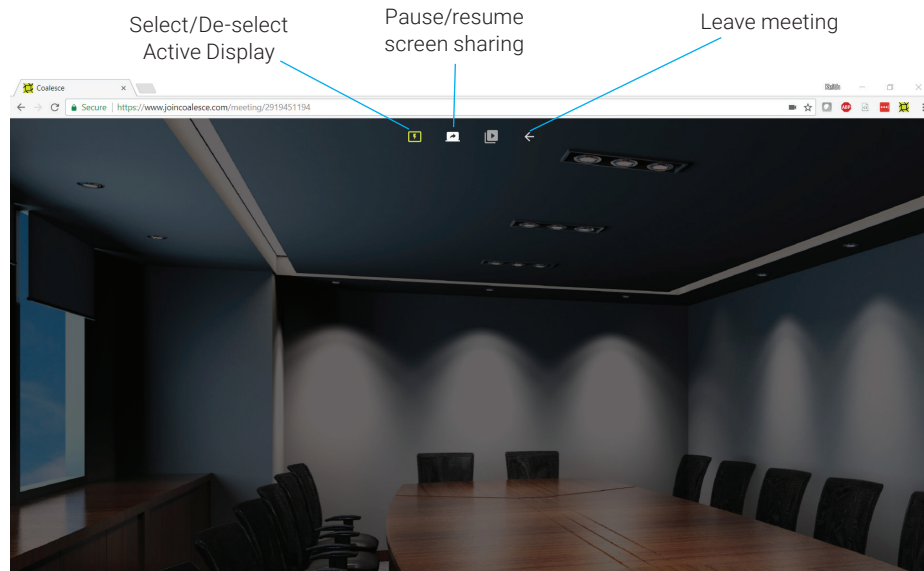 Select/De-select
Active Display
Pause/resume
screen sharing
Leave meeting
Coalesce
Secure | https://www.joincoalesce.com/meeting/2919451194
ABP